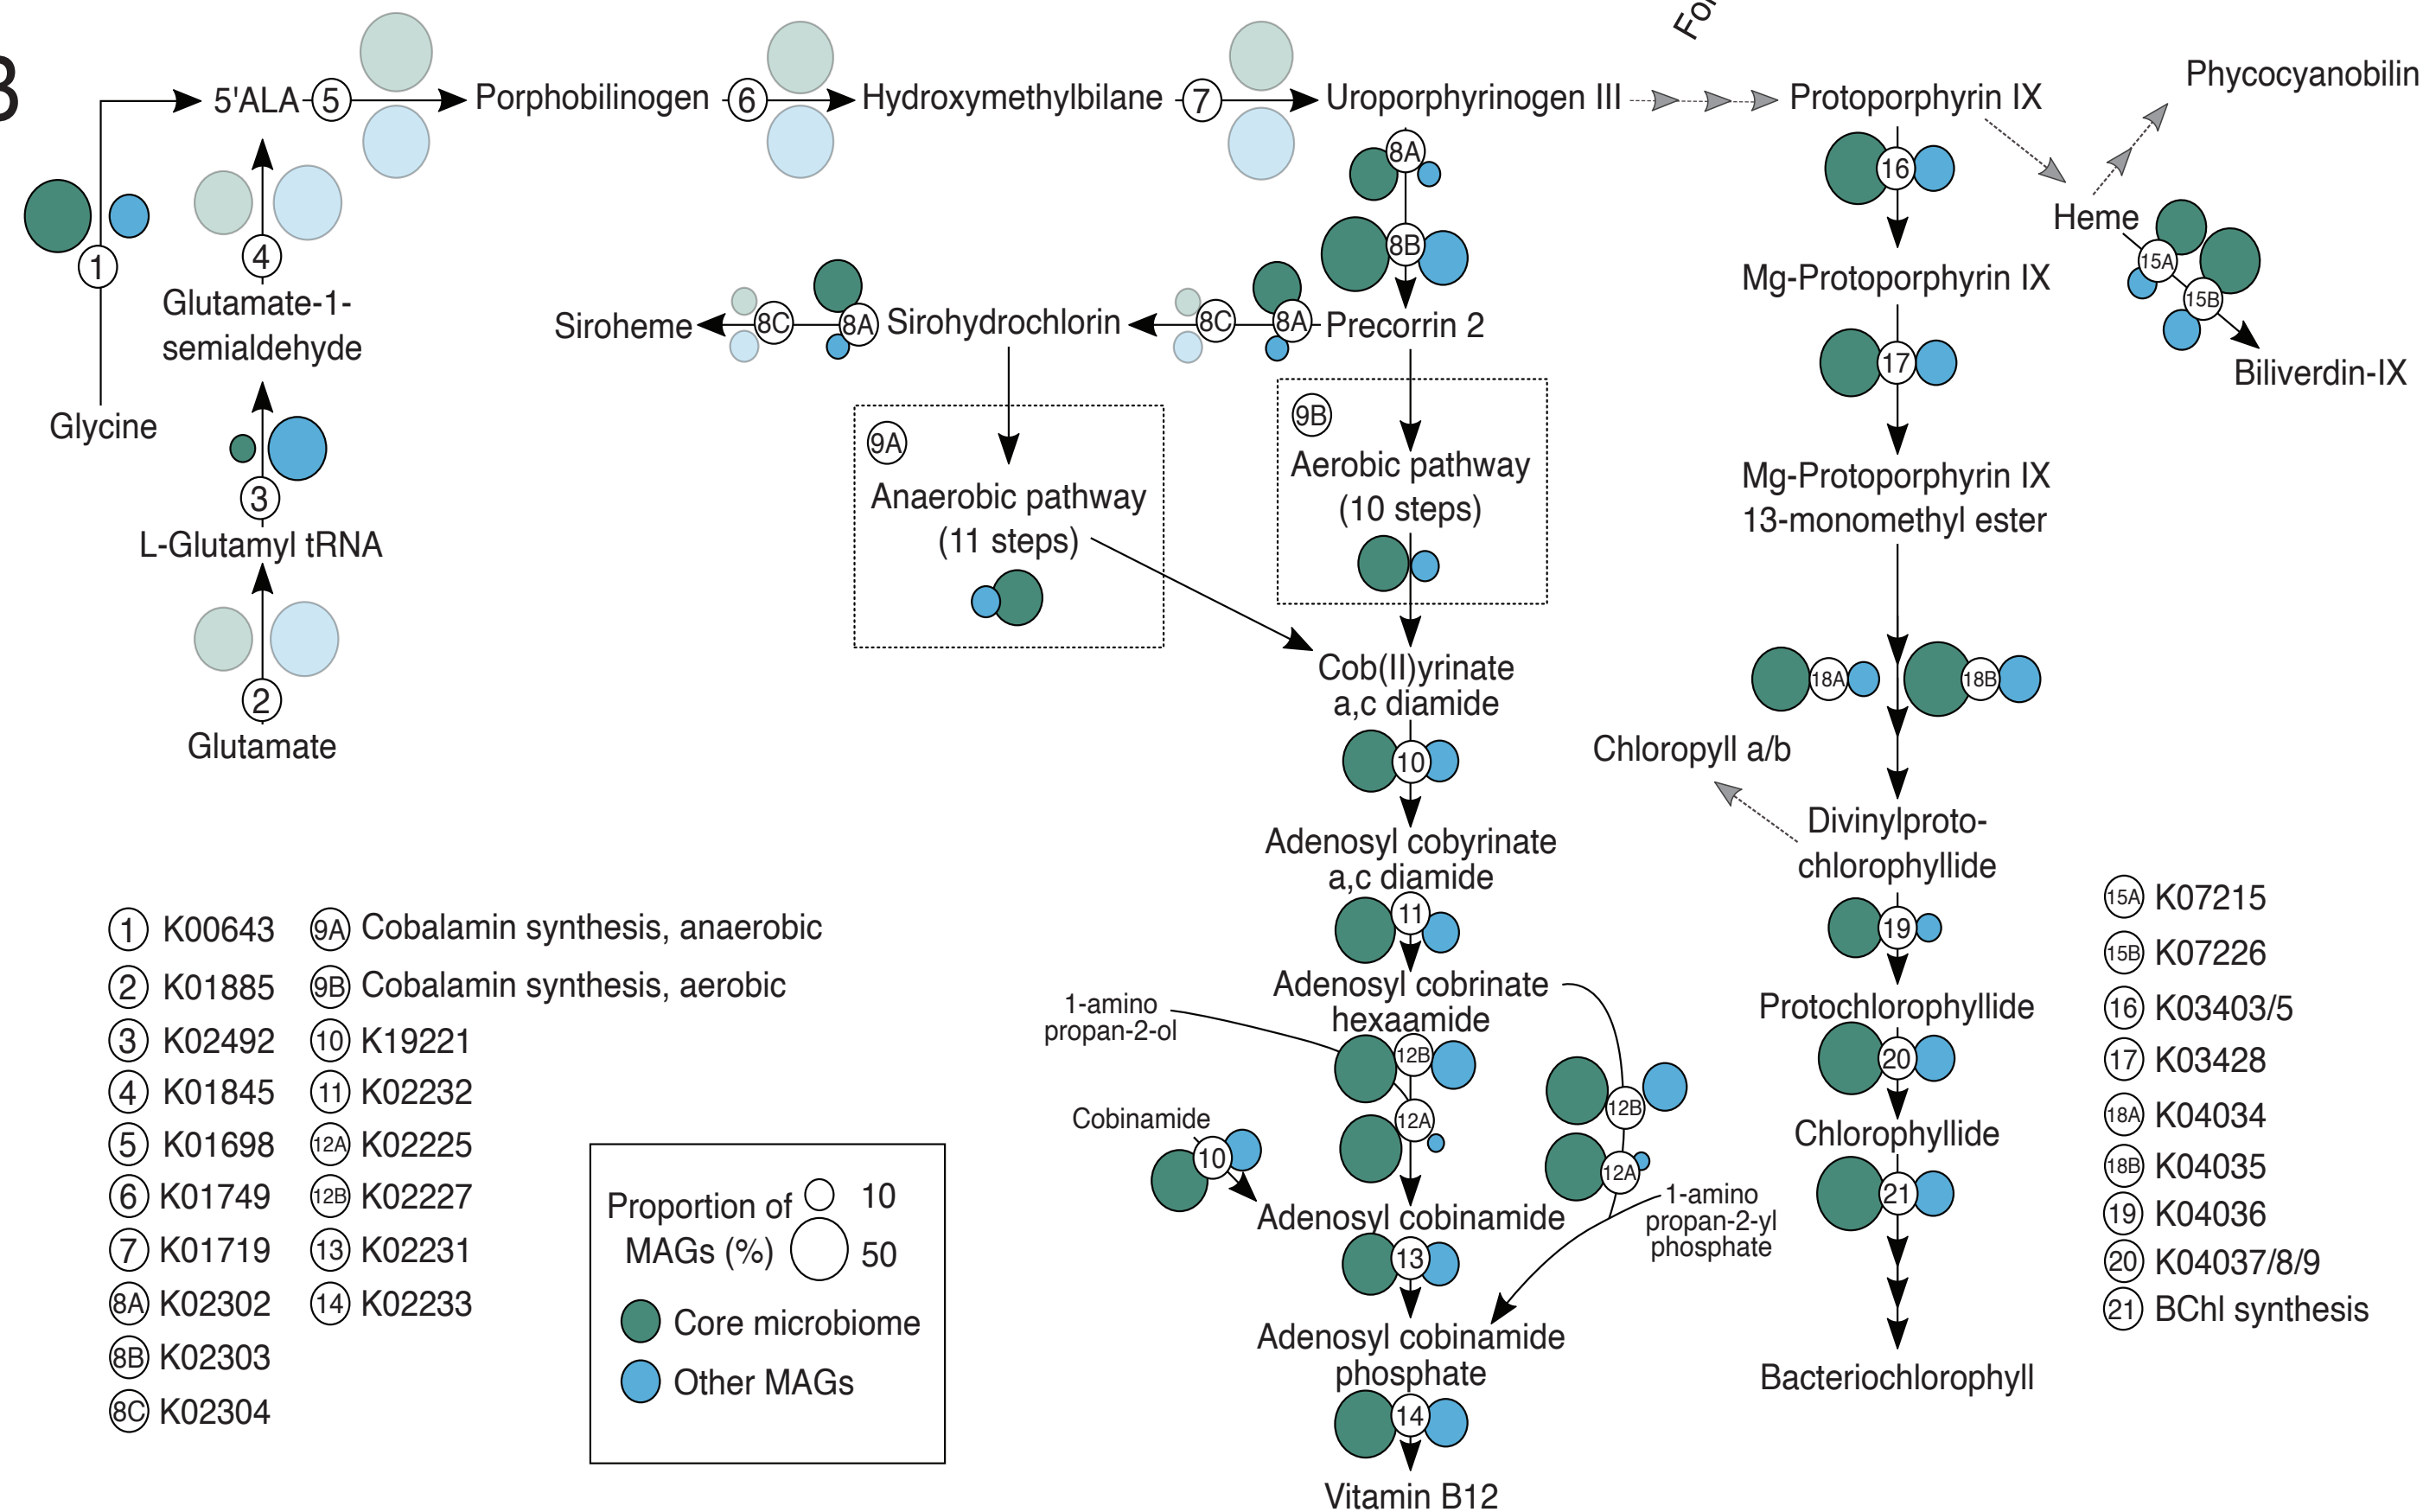 B
For
5'ALA
5
Porphobilinogen
6
Hydroxymethylbilane
7
Uroporphyrinogen III
Protoporphyrin IX
Phycocyanobilin
8A
16
Heme
1
4
8B
15A
15B
Glutamate-1-
semialdehyde
Siroheme
8C
8A
Sirohydrochlorin
8C
8A
Precorrin 2
Mg-Protoporphyrin IX
17
Biliverdin-IX
Glycine
3
9A
Anaerobic pathway
(11 steps)
9B
Aerobic pathway
(10 steps)
Mg-Protoporphyrin IX
13-monomethyl ester
L-Glutamyl tRNA
2
Glutamate
Cob(II)yrinate
a,c diamide
18A
18B
10
Chloropyll a/b
Adenosyl cobyrinate
a,c diamide
Divinylproto-
chlorophyllide
11
19
Adenosyl cobrinate
hexaamide
1-amino
propan-2-ol
Protochlorophyllide
12B
20
12A
12B
12A
Cobinamide
10
Chlorophyllide
21
Adenosyl cobinamide
1-amino
propan-2-yl
phosphate
13
Adenosyl cobinamide
phosphate
14
Vitamin B12
Bacteriochlorophyll
1 K00643
2 K01885
3 K02492
4 K01845
5 K01698
6 K01749
7 K01719
8A K02302
8B K02303
8C K02304
9A Cobalamin synthesis, anaerobic
9B Cobalamin synthesis, aerobic
10 K19221
11 K02232
12A K02225
12B K02227
13 K02231
14 K02233
Proportion of
MAGs (%)
10
50
Core microbiome
Other MAGs
15A K07215
15B K07226
16 K03403/5
17 K03428
18A K04034
18B K04035
19 K04036
20 K04037/8/9
21 BChl synthesis